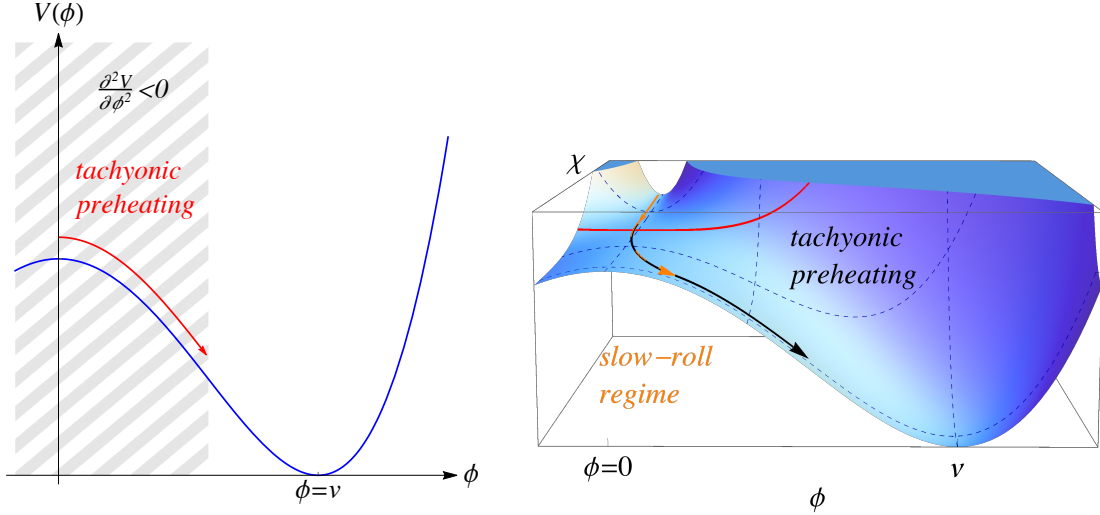 V(ϕ)
∂²V/∂ϕ² <0
tachyonic
preheating
ϕ
ϕ=v
χ
tachyonic
preheating
slow–roll
regime
ϕ=0
v
ϕ